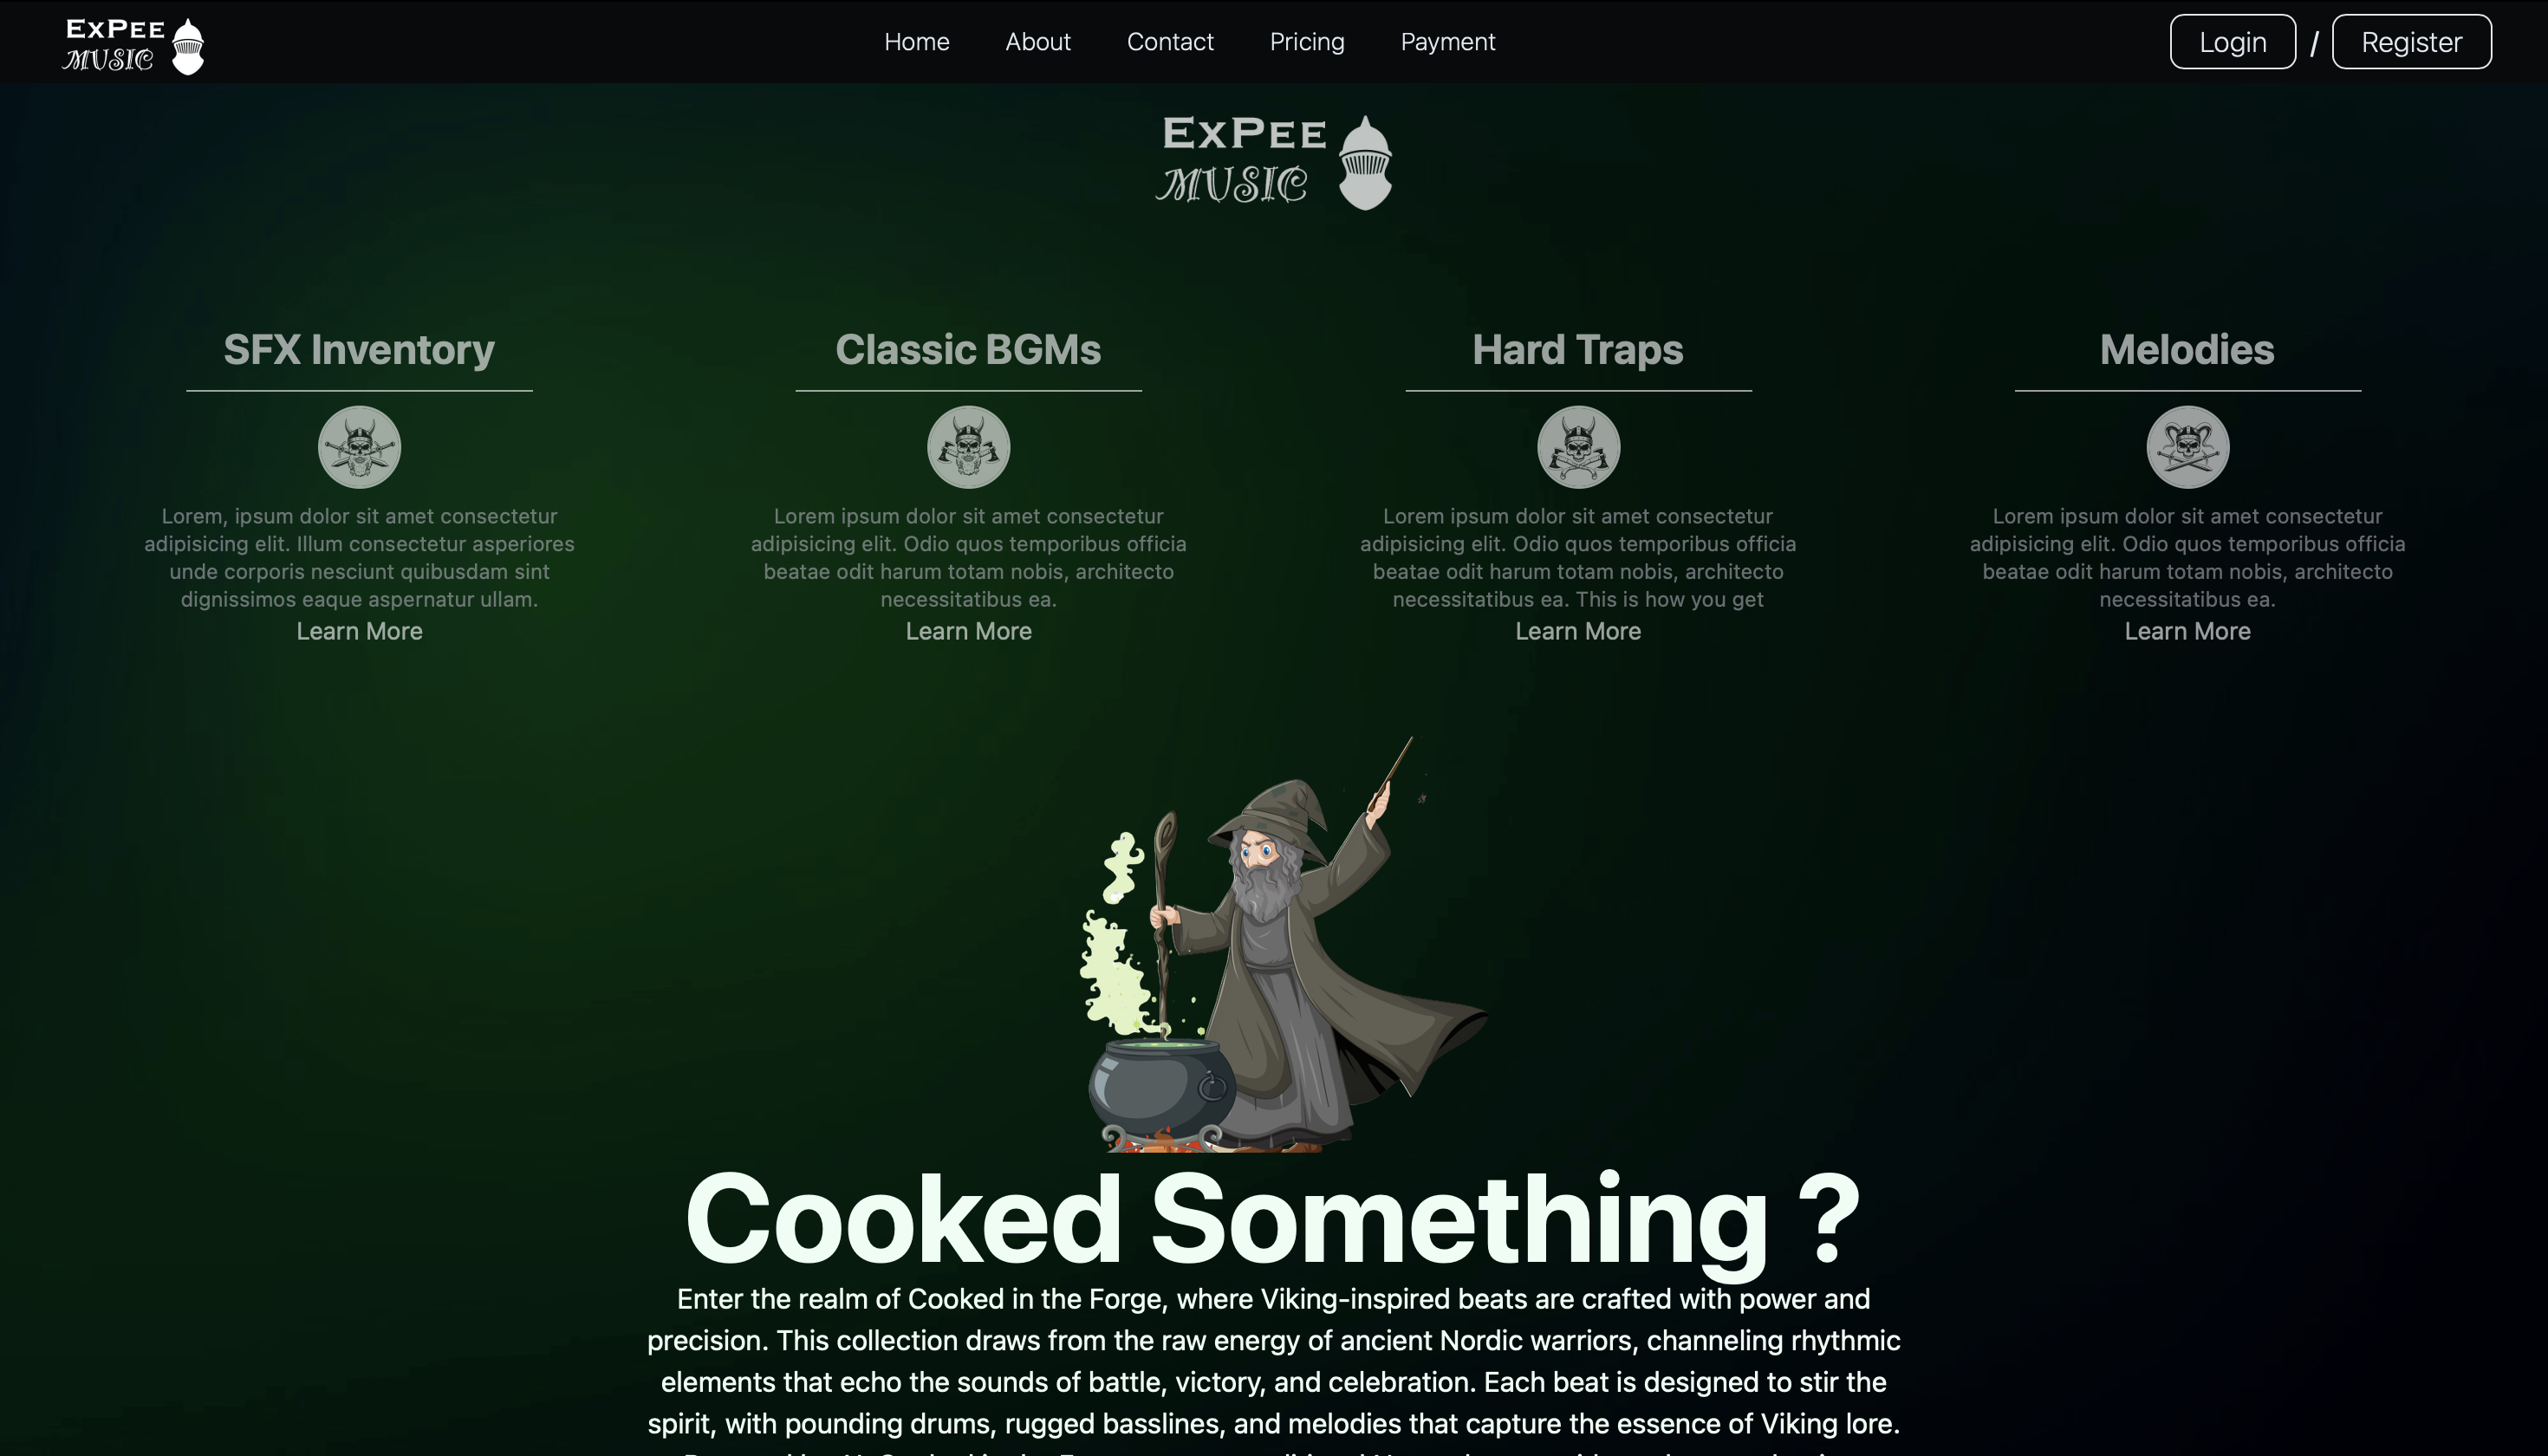 ExPee
MUSIC
Home
About
Contact
Pricing
Payment
Login / Register
ExPee
MUSIC
SFX Inventory
Lorem, ipsum dolor sit amet consectetur
adipisicing elit. Illum consectetur asperiores
unde corporis nesciunt quibusdam sint
dignissimos eaque aspernatur ullam.
Learn More
Classic BGMs
Lorem ipsum dolor sit amet consectetur
adipisicing elit. Odio quos temporibus officia
beatae odit harum totam nobis, architecto
necessitatibus ea.
Learn More
Hard Traps
Lorem ipsum dolor sit amet consectetur
adipisicing elit. Odio quos temporibus officia
beatae odit harum totam nobis, architecto
necessitatibus ea. This is how you get
Learn More
Melodies
Lorem ipsum dolor sit amet consectetur
adipisicing elit. Odio quos temporibus officia
beatae odit harum totam nobis, architecto
necessitatibus ea.
Learn More
Cooked Something ?
Enter the realm of Cooked in the Forge, where Viking-inspired beats are crafted with power and
precision. This collection draws from the raw energy of ancient Nordic warriors, channeling rhythmic
elements that echo the sounds of battle, victory, and celebration. Each beat is designed to stir the
spirit, with pounding drums, rugged basslines, and melodies that capture the essence of Viking lore.